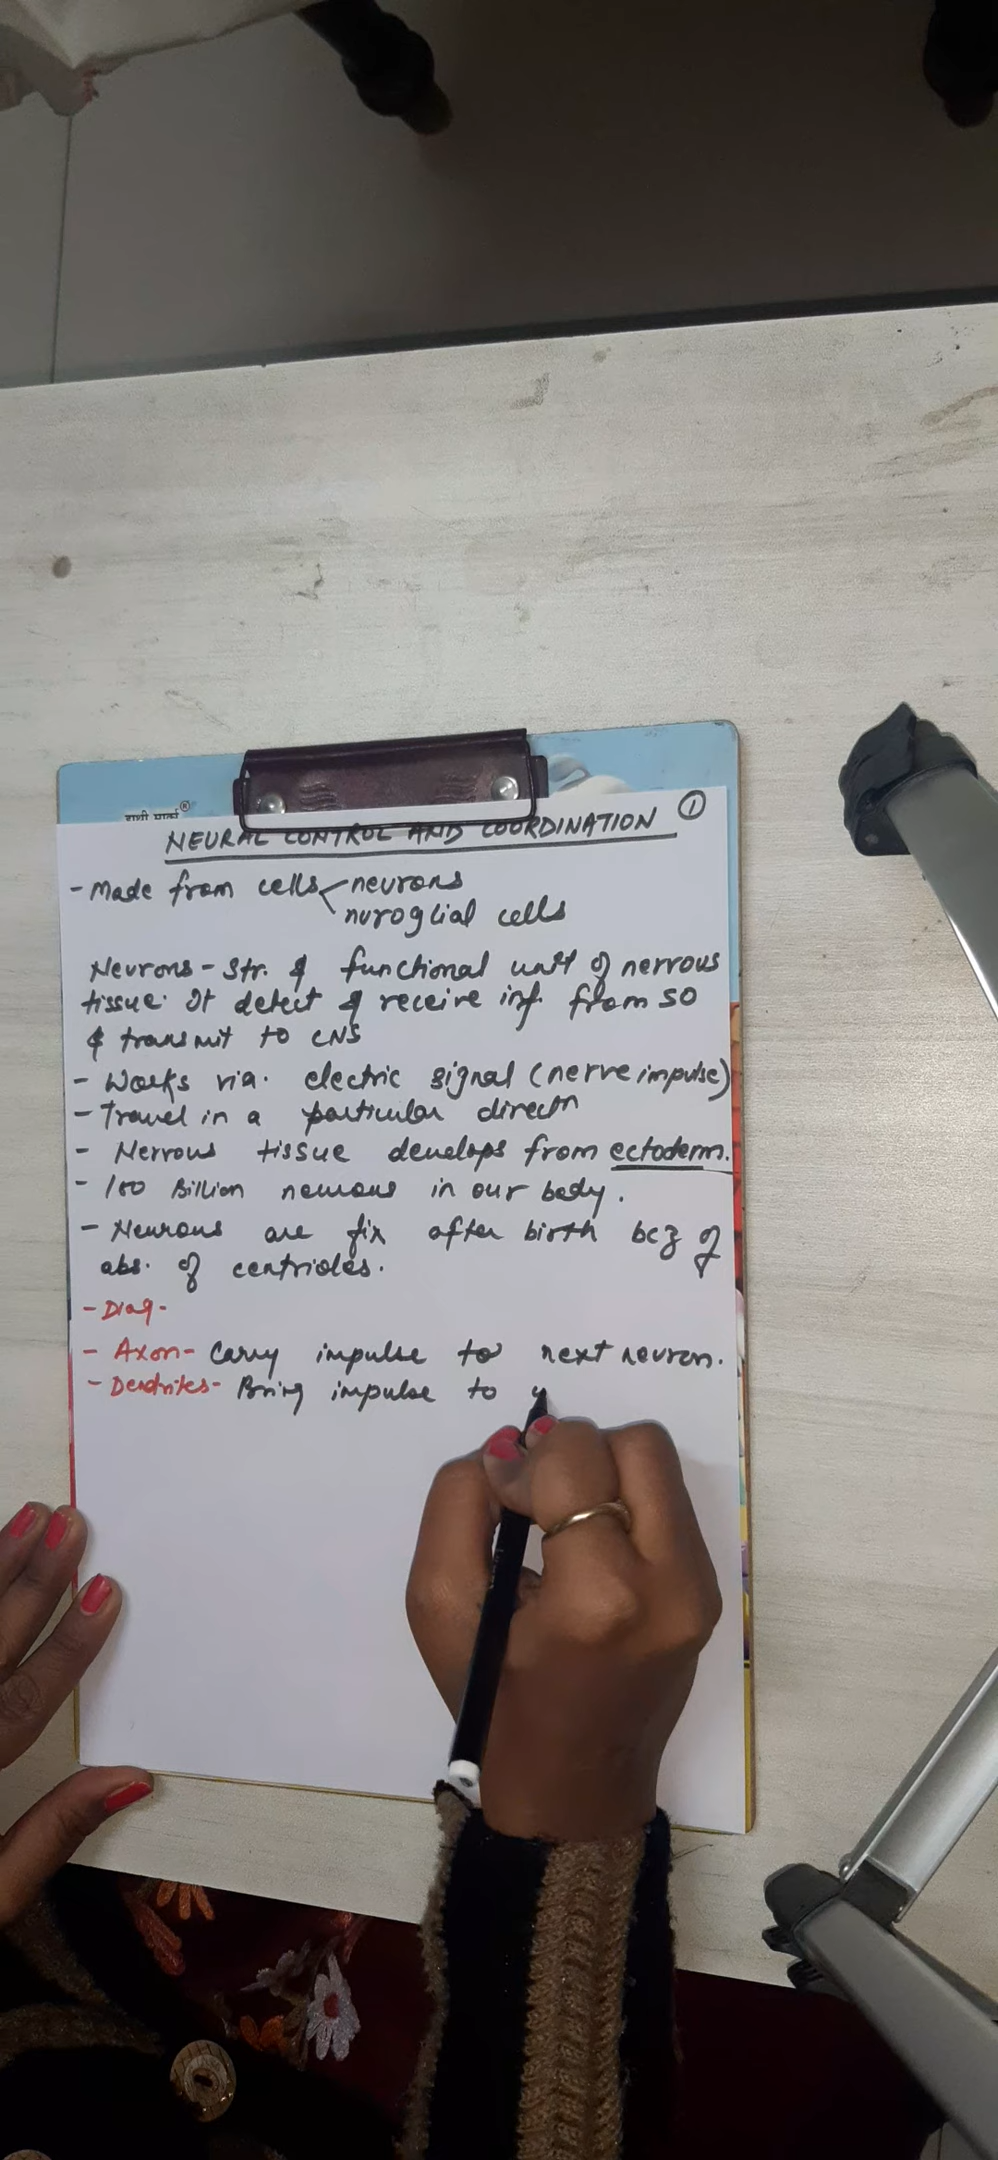 राठी मार्का ®
NEURAL CONTROL AND COORDINATION ①
- Made from cells < neurons
nuroglial cells
Neurons - Str. & functional unit of nervous
tissue. It detect & receive inf. from SO
& transmit to CNS
- Works via. electric signal (nerve impulse)
- Travel in a particular directn
- Nervous tissue develops from ectoderm.
- 100 Billion neurons in our body.
- Neurons are fix after birth bcz of
abs. of centrioles.
- Diag -
- Axon - Carry impulse to next neuron.
- Dendrites - Bring impulse to